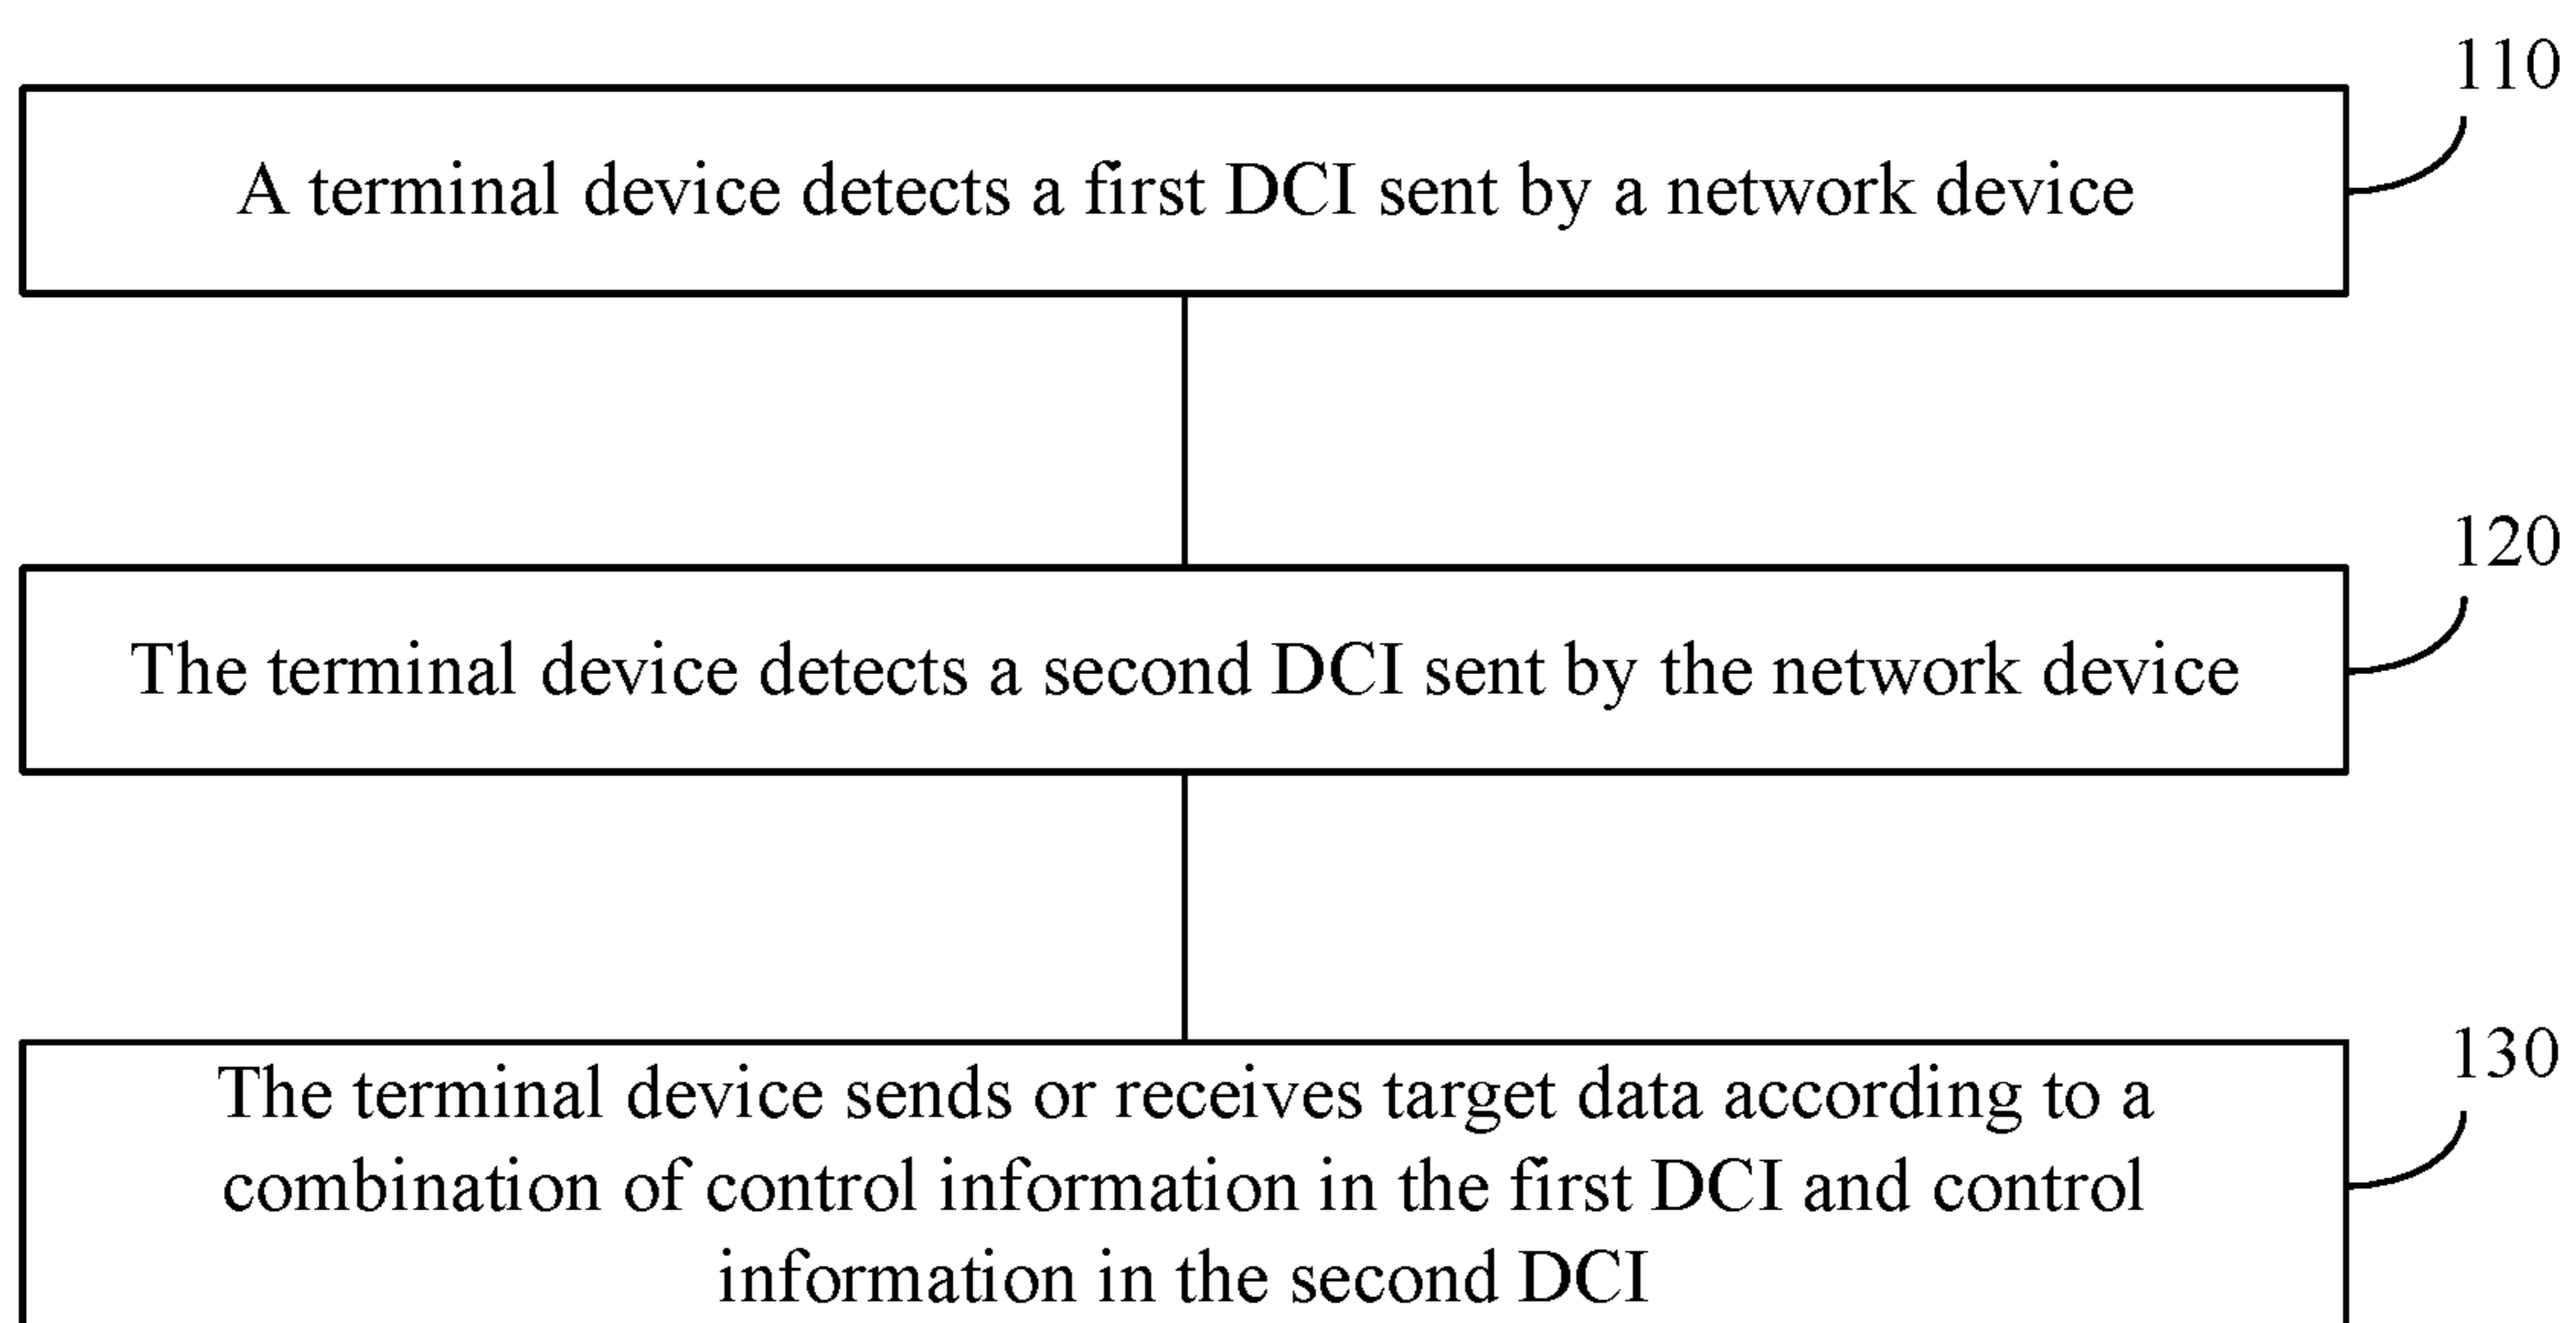 110
A terminal device detects a first DCI sent by a network device
120
The terminal device detects a second DCI sent by the network device
130
The terminal device sends or receives target data according to a
combination of control information in the first DCI and control
information in the second DCI